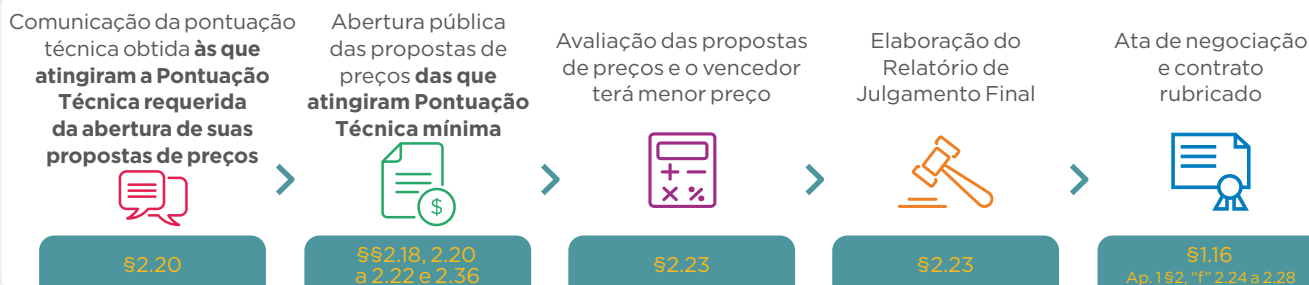 Comunicação da pontuação
técnica obtida às que
atingiram a Pontuação
Técnica requerida
da abertura de suas
propostas de preços
§2.20
Abertura pública
das propostas de
preços das que
atingiram Pontuação
Técnica mínima
$
§§2.18, 2.20
a 2.22 e 2.36
Avaliação das propostas
de preços e o vencedor
terá menor preço
§2.23
Elaboração do
Relatório de
Julgamento Final
§2.23
Ata de negociação
e contrato
rubricado
§1.16
Ap. 1 §2, "f" 2.24 a 2.28